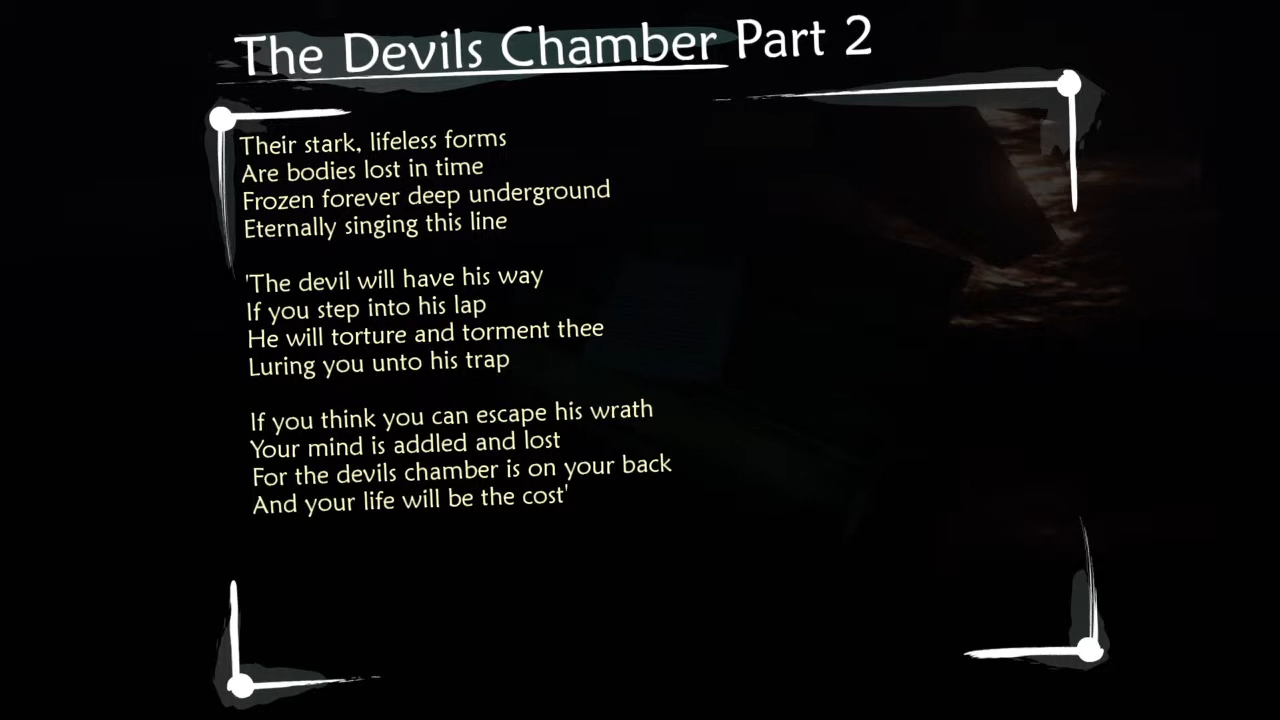 The Devils Chamber Part 2
Their stark, lifeless forms
Are bodies lost in time
Frozen forever deep underground
Eternally singing this line
'The devil will have his way
If you step into his lap
He will torture and torment thee
Luring you unto his trap
If you think you can escape his wrath
Your mind is addled and lost
For the devils chamber is on your back
And your life will be the cost'